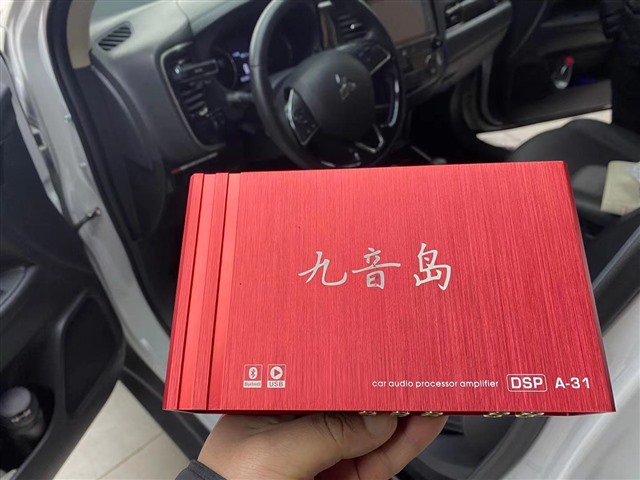 九音岛
Bluetooth
USB
car audio processor amplifier DSP A-31